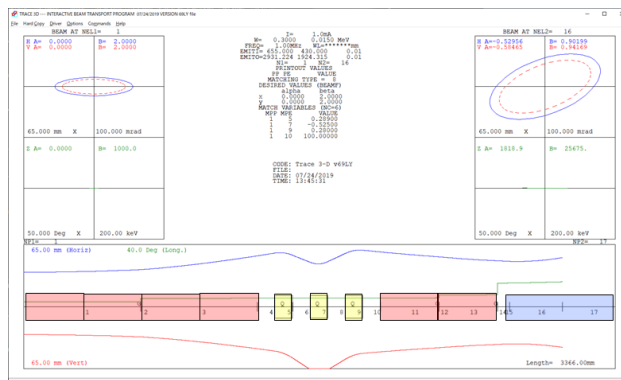 TRACE 3D --- INTERACTIVE BEAM TRANSPORT PROGRAM 07/24/2019 VERSION 69LY file
File Hard Copy Driver Options Commands Help
BEAM AT NEL1= 1
H A= 0.0000 B= 2.0000
V A= 0.0000 B= 2.0000
65.000 mm X 100.000 mrad
Z A= 0.0000 B= 1000.0
50.000 Deg X 200.00 keV
NP1= 1
I= 1.0mA
W= 0.3000 0.0150 MeV
FREQ= 1.00MHz WL=*******mm
EMITI= 655.000 430.000 0.01
EMITO=2931.224 1924.315 0.01
N1= 1 N2= 16
PRINTOUT VALUES
PP PE VALUE
MATCHING TYPE = 8
DESIRED VALUES (BEAMF)
alpha beta
x 0.0000 2.0000
y 0.0000 2.0000
MATCH VARIABLES (NC=6)
MPP MPE VALUE
1 5 0.28900
1 7 -0.52500
1 9 0.28000
1 10 100.00000
CODE: Trace 3-D v69LY
FILE:
DATE: 07/24/2019
TIME: 13:45:31
BEAM AT NEL2= 16
H A=-0.52956 B= 0.90199
V A=-0.58465 B= 0.94169
65.000 mm X 100.000 mrad
Z A= 1818.9 B= 25675.
50.000 Deg X 200.00 keV
NP2= 17
65.00 mm (Horiz) 40.0 Deg (Long.)
1 2 3 4 5 6 7 8 9 10 11 12 13 14 15 16 17
65.00 mm (Vert) Length= 3366.00mm